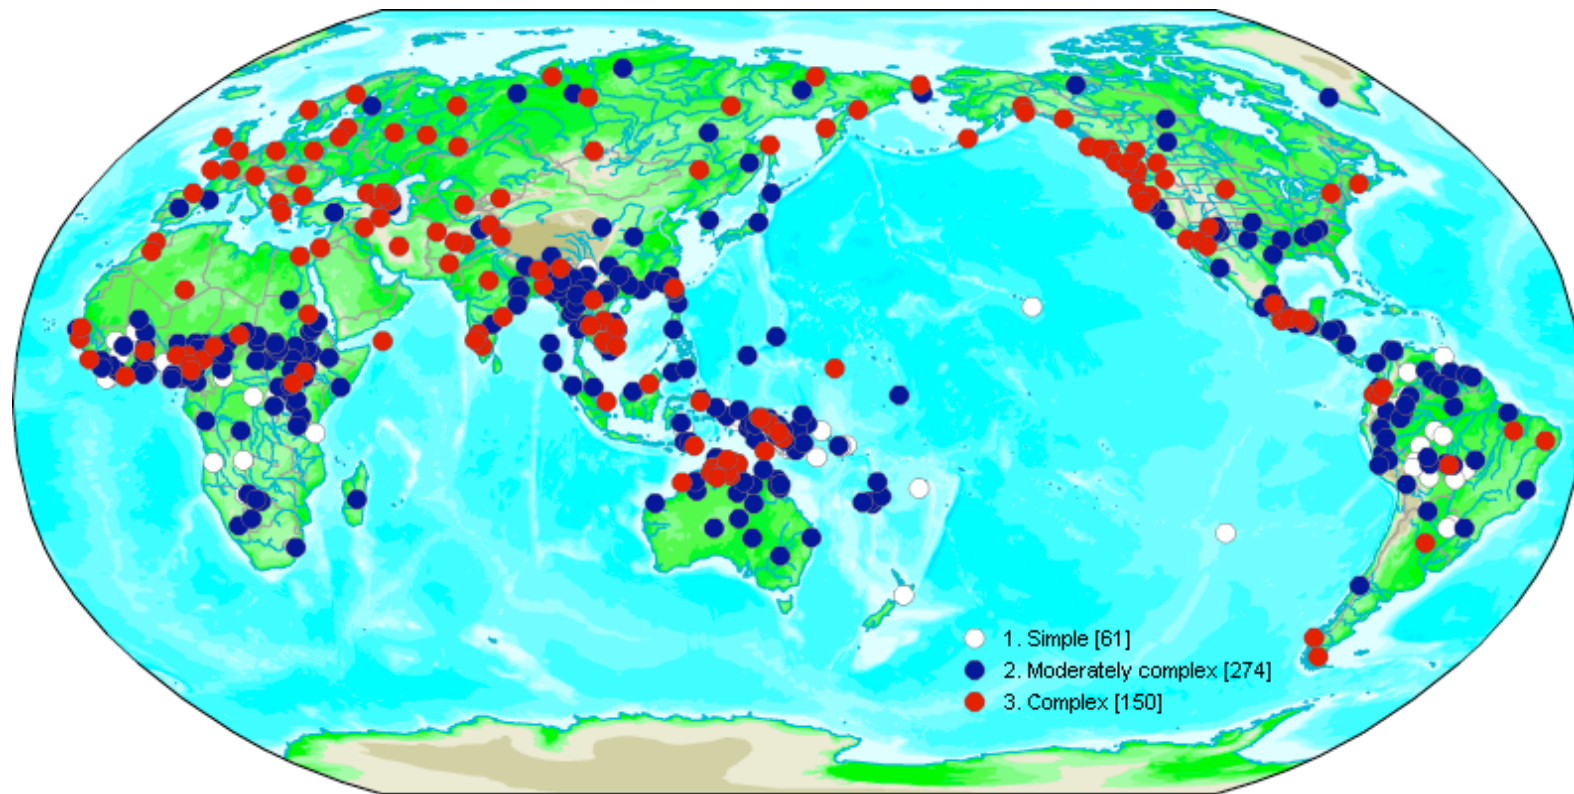 1. Simple [61]
2. Moderately complex [274]
3. Complex [150]